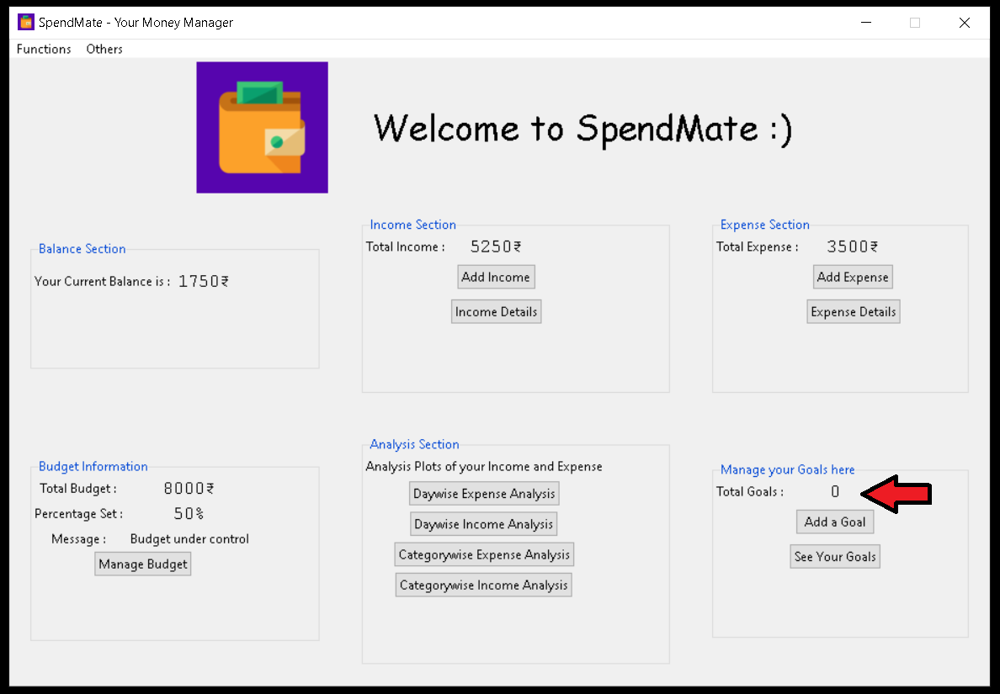 SpendMate - Your Money Manager
Functions Others
Welcome to SpendMate :)
Balance Section
Your Current Balance is : 1750₹
Income Section
Total Income : 5250₹
Add Income
Income Details
Expense Section
Total Expense : 3500₹
Add Expense
Expense Details
Budget Information
Total Budget : 8000₹
Percentage Set : 50%
Message : Budget under control
Manage Budget
Analysis Section
Analysis Plots of your Income and Expense
Daywise Expense Analysis
Daywise Income Analysis
Categorywise Expense Analysis
Categorywise Income Analysis
Manage your Goals here
Total Goals : 0
Add a Goal
See Your Goals